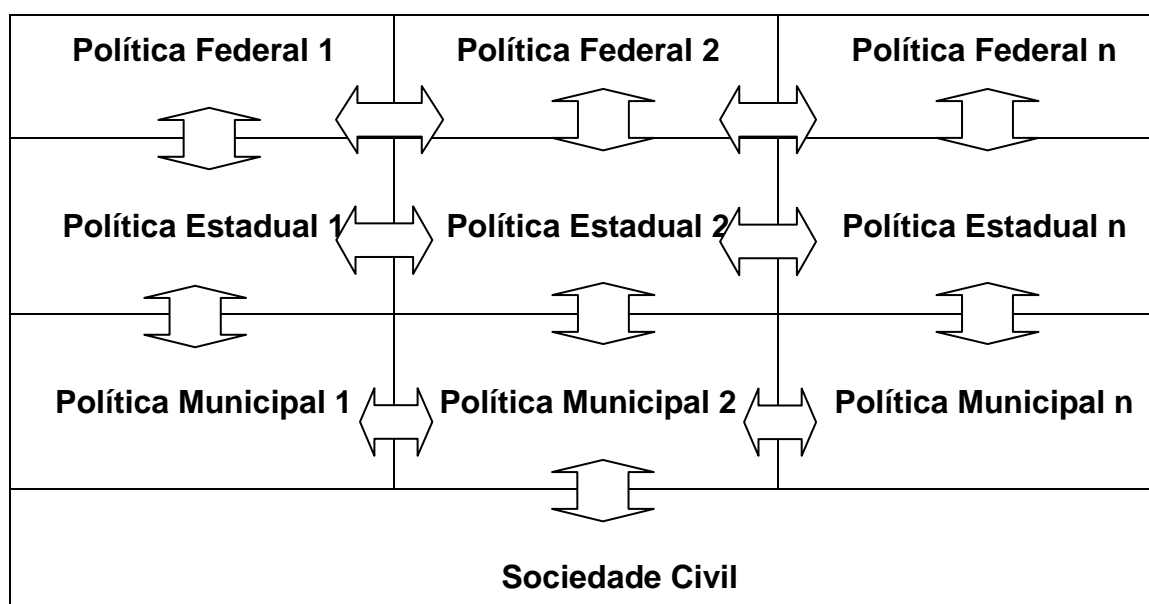 Política Federal 1 Política Federal 2 Política Federal n
Política Estadual 1 Política Estadual 2 Política Estadual n
Política Municipal 1 Política Municipal 2 Política Municipal n
Sociedade Civil